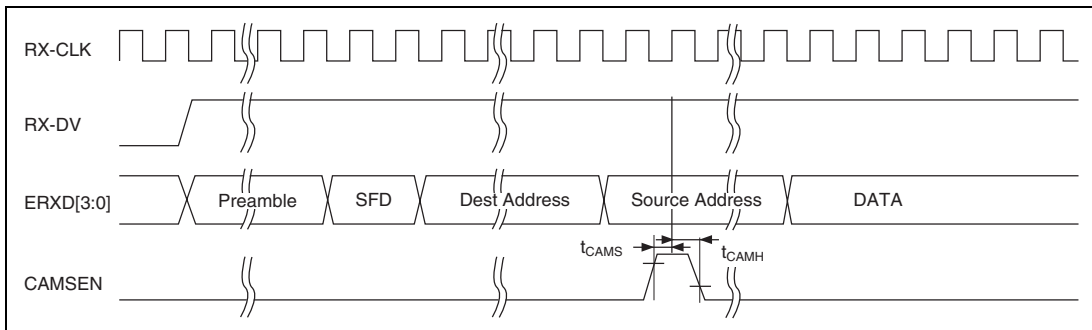 RX-CLK
RX-DV
ERXD[3:0]
Preamble
SFD
Dest Address
Source Address
DATA
tCAMS
tCAMH
CAMSEN